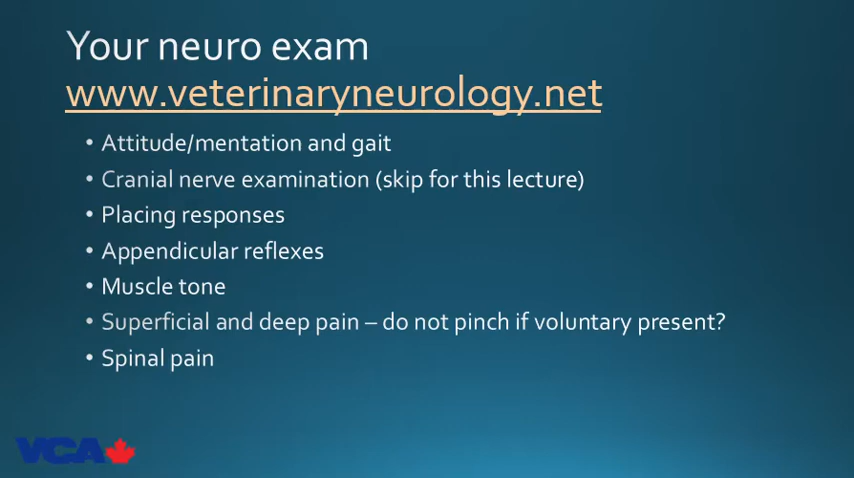 Your neuro exam
www.veterinaryneurology.net
• Attitude/mentation and gait
• Cranial nerve examination (skip for this lecture)
• Placing responses
• Appendicular reflexes
• Muscle tone
• Superficial and deep pain – do not pinch if voluntary present?
• Spinal pain
VCA